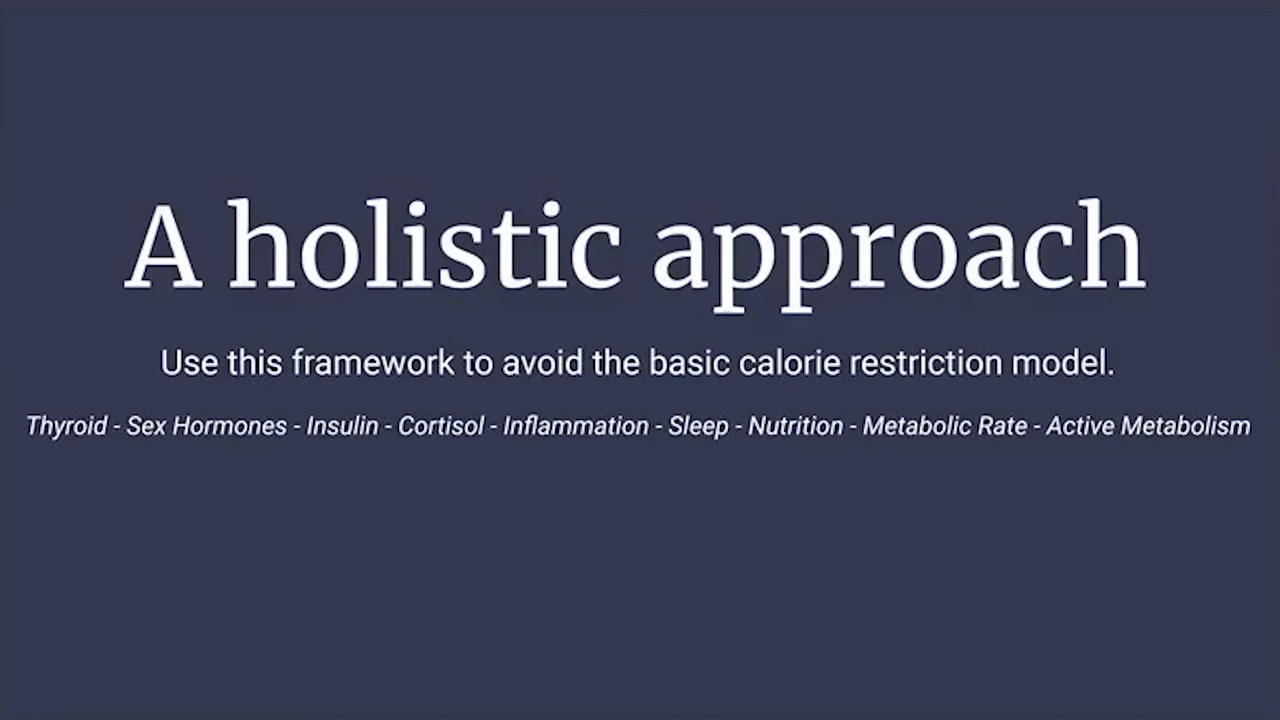 A holistic approach
Use this framework to avoid the basic calorie restriction model.
Thyroid - Sex Hormones - Insulin - Cortisol - Inflammation - Sleep - Nutrition - Metabolic Rate - Active Metabolism